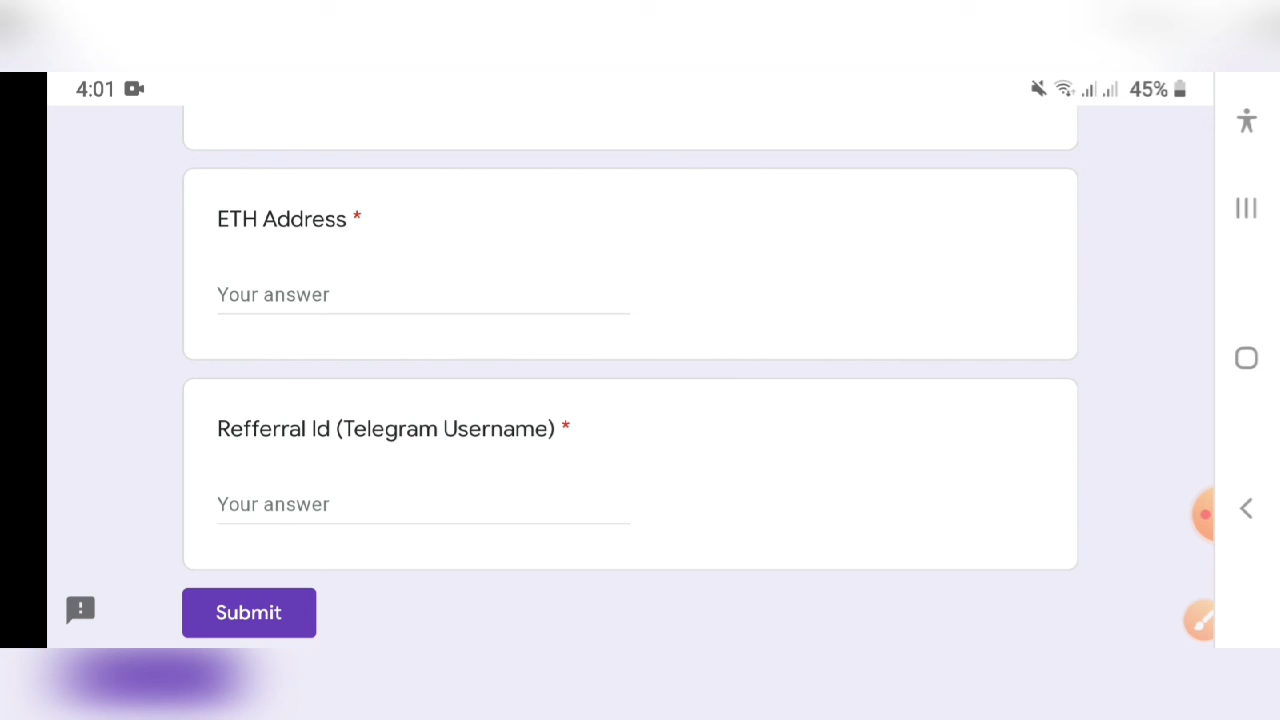 4:01
45%
ETH Address *
Your answer
Refferral Id (Telegram Username) *
Your answer
Submit